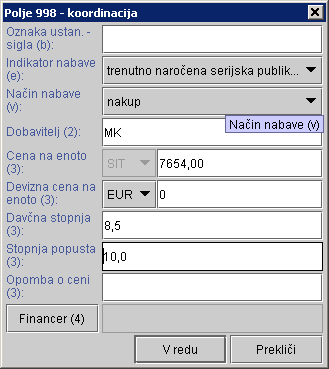 Polje 998 - koordinacija
Oznaka ustan. -
sigla (b):
Indikator nabave
(e):
trenutno naročena serijska publik...
Način nabave
(v):
nakup
Način nabave (v)
Dobavitelj (2):
MK
Cena na enoto
(3):
SIT
7654,00
Devizna cena na
enoto (3):
EUR
0
Davčna stopnja
(3):
8,5
Stopnja popusta
(3):
10,0
Opomba o ceni
(3):
Financer (4)
V redu
Prekliči